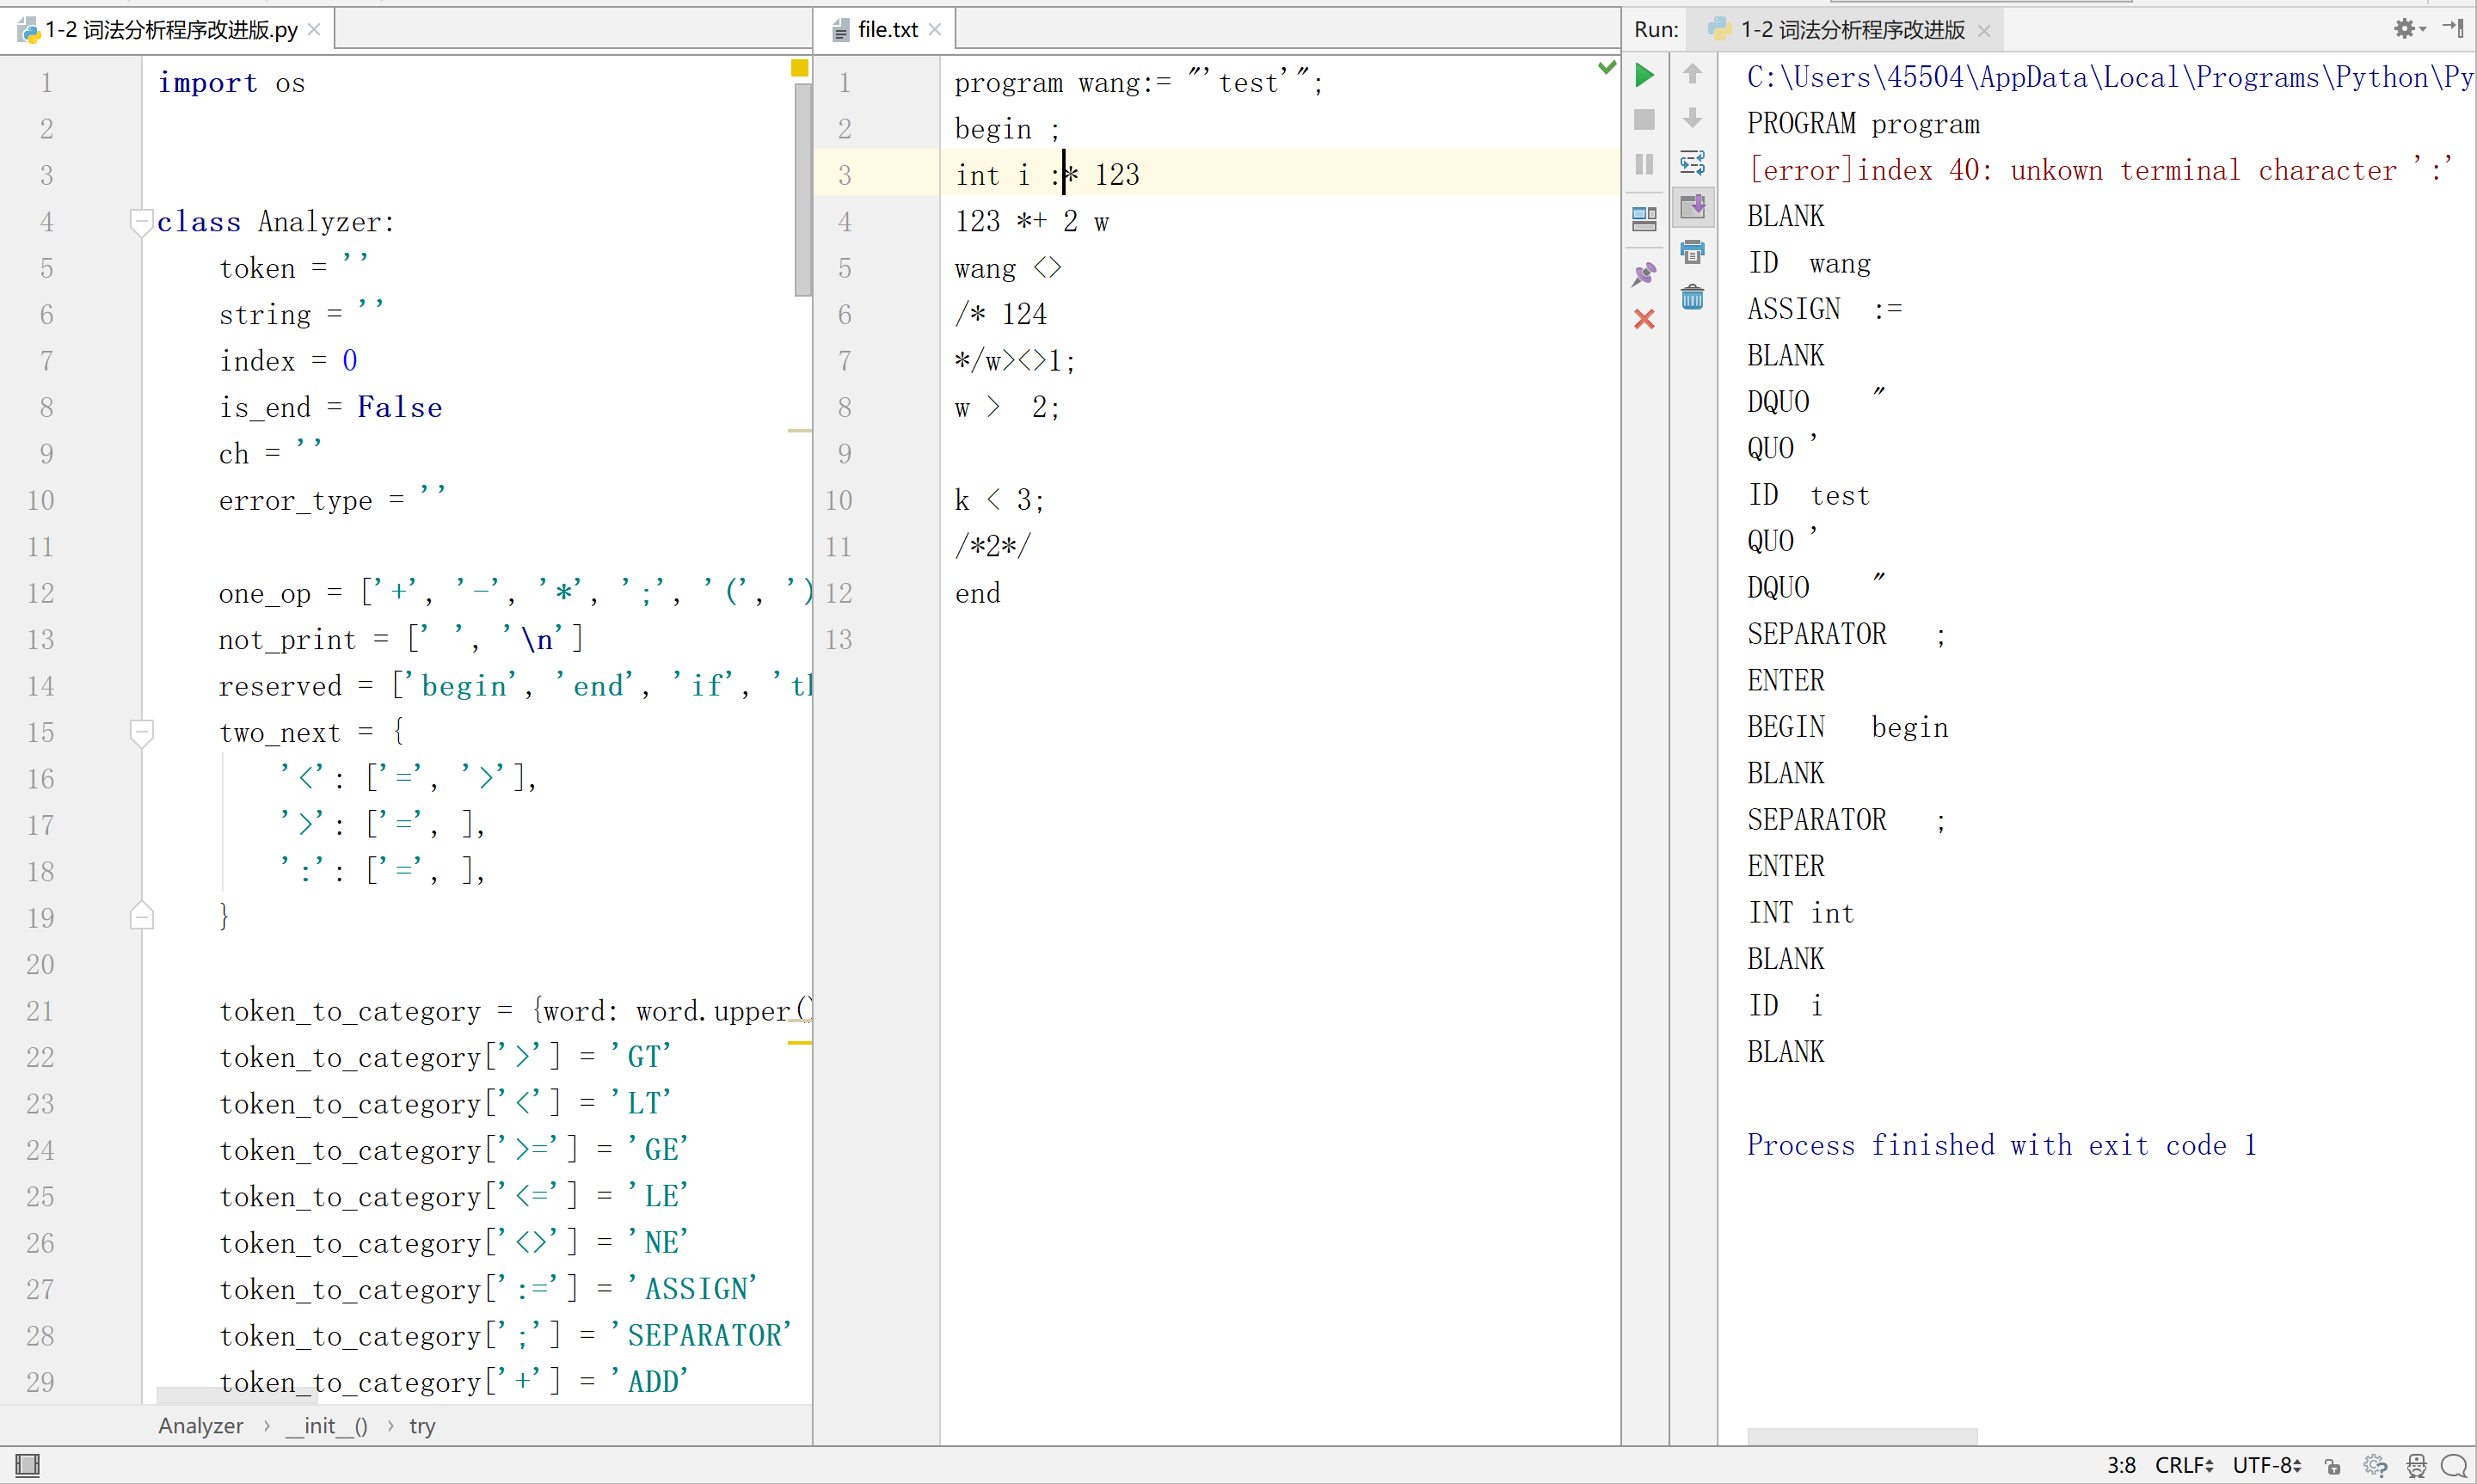 1-2 词法分析程序改进版.py
1 import os
2
3
4 class Analyzer:
5 token = ''
6 string = ''
7 index = 0
8 is_end = False
9 ch = ''
10 error_type = ''
11
12 one_op = ['+', '-', '*', ';', '(', ')
13 not_print = [' ', '\n']
14 reserved = ['begin', 'end', 'if', 'th
15 two_next = {
16 '<': ['=', '>'],
17 '>': ['=', ],
18 ':': ['=', ],
19 }
20
21 token_to_category = {word: word.upper()
22 token_to_category['>'] = 'GT'
23 token_to_category['<'] = 'LT'
24 token_to_category['>='] = 'GE'
25 token_to_category['<='] = 'LE'
26 token_to_category['<>'] = 'NE'
27 token_to_category[':='] = 'ASSIGN'
28 token_to_category[';'] = 'SEPARATOR'
29 token_to_category['+'] = 'ADD'
Analyzer › __init__() › try
file.txt
1 program wang:= "'test'";
2 begin ;
3 int i :* 123
4 123 *+ 2 w
5 wang <>
6 /* 124
7 */w><>1;
8 w >  2;
9
10 k < 3;
11 /*2*/
12 end
13
Run: 1-2 词法分析程序改进版
C:\Users\45504\AppData\Local\Programs\Python\Py
PROGRAM program
[error]index 40: unkown terminal character ':'
BLANK
ID wang
ASSIGN :=
BLANK
DQUO "
QUO '
ID test
QUO '
DQUO "
SEPARATOR ;
ENTER
BEGIN begin
BLANK
SEPARATOR ;
ENTER
INT int
BLANK
ID i
BLANK
Process finished with exit code 1
3:8 CRLF UTF-8